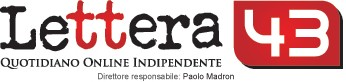 Lettera 43
QUOTIDIANO ONLINE INDIPENDENTE
Direttore responsabile: Paolo Madron